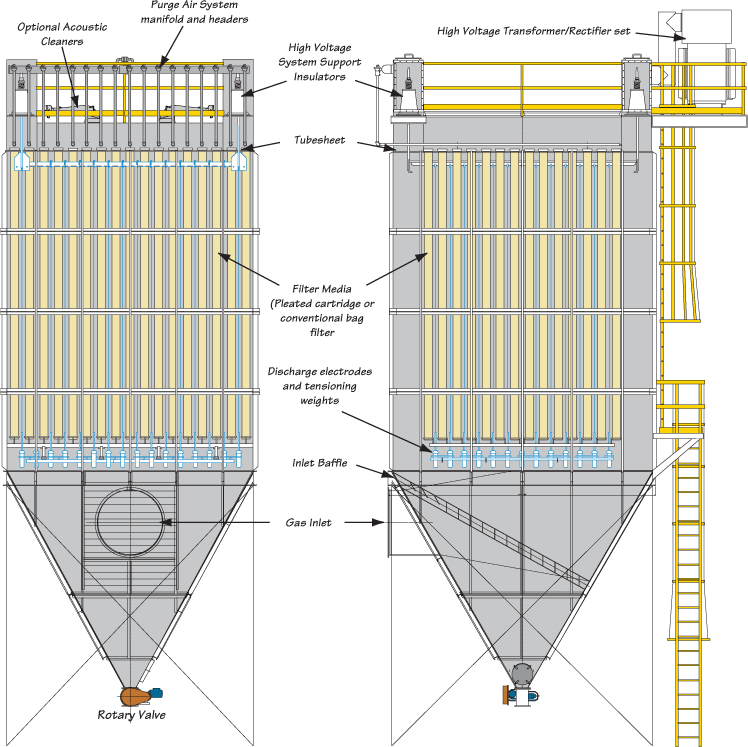 Purge Air System
manifold and headers
Optional Acoustic
Cleaners
High Voltage
System Support
Insulators
High Voltage Transformer/Rectifier set
Tubesheet
Filter Media
(Pleated cartridge or
conventional bag
filter
Discharge electrodes
and tensioning
weights
Inlet Baffle
Gas Inlet
Rotary Valve